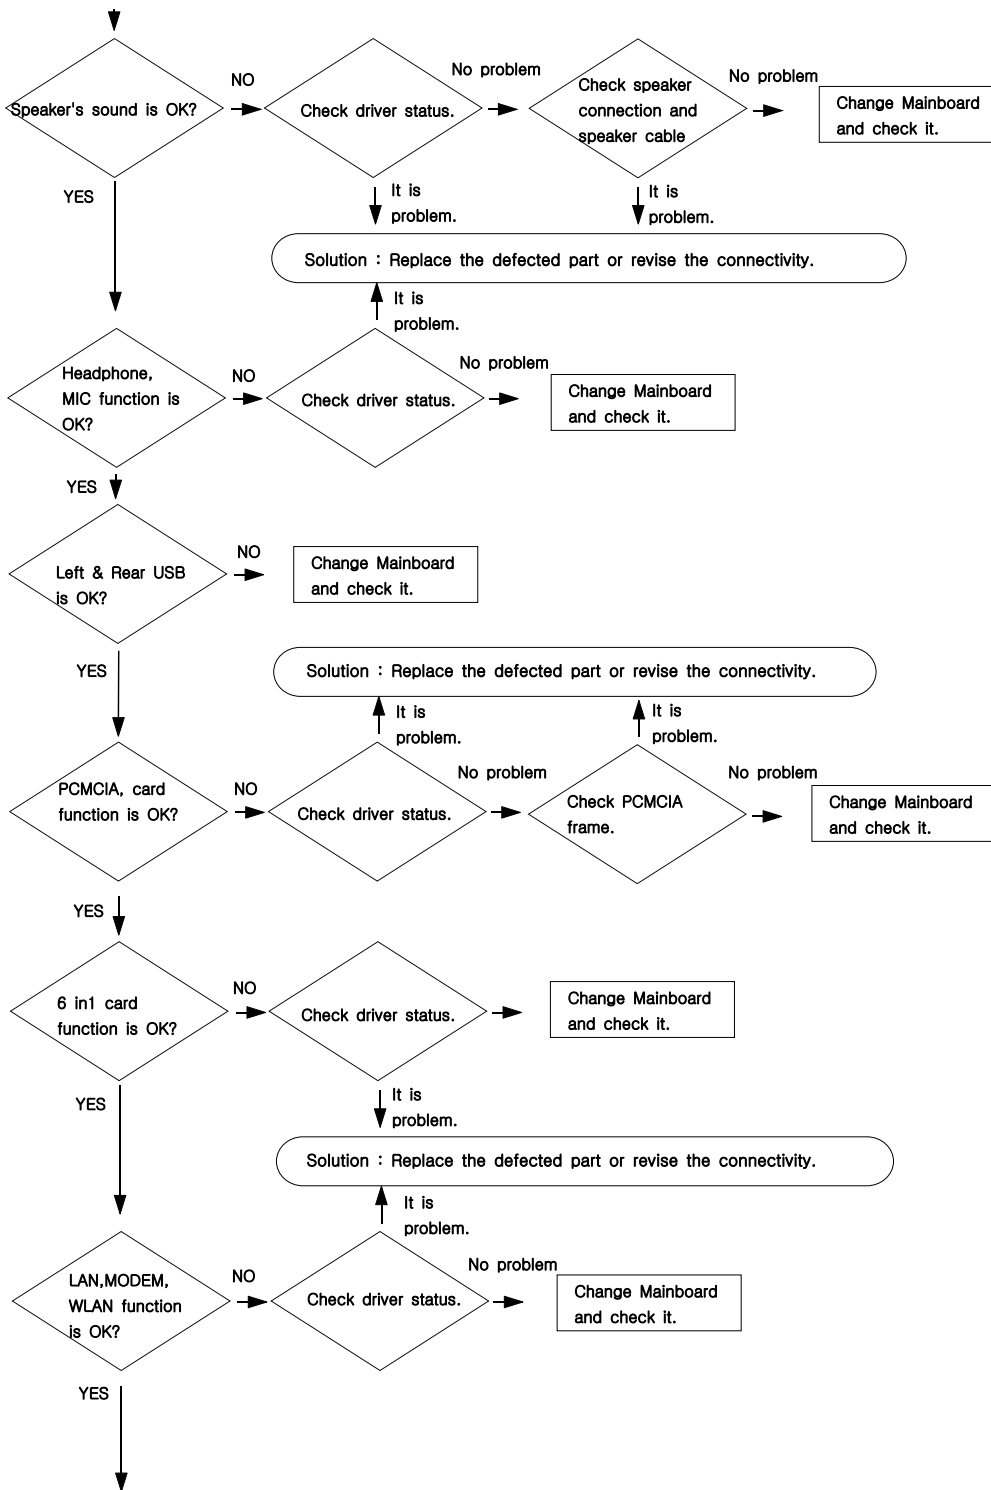 Speaker's sound is OK?
NO
Check driver status.
No problem
Check speaker
connection and
speaker cable
No problem
Change Mainboard
and check it.
YES
It is
problem.
It is
problem.
Solution : Replace the defected part or revise the connectivity.
It is
problem.
Headphone,
MIC function is
OK?
NO
Check driver status.
No problem
Change Mainboard
and check it.
YES
Left & Rear USB
is OK?
NO
Change Mainboard
and check it.
YES
Solution : Replace the defected part or revise the connectivity.
It is
problem.
It is
problem.
PCMCIA, card
function is OK?
NO
Check driver status.
No problem
Check PCMCIA
frame.
No problem
Change Mainboard
and check it.
YES
6 in1 card
function is OK?
NO
Check driver status.
Change Mainboard
and check it.
YES
It is
problem.
Solution : Replace the defected part or revise the connectivity.
It is
problem.
LAN,MODEM,
WLAN function
is OK?
NO
Check driver status.
No problem
Change Mainboard
and check it.
YES